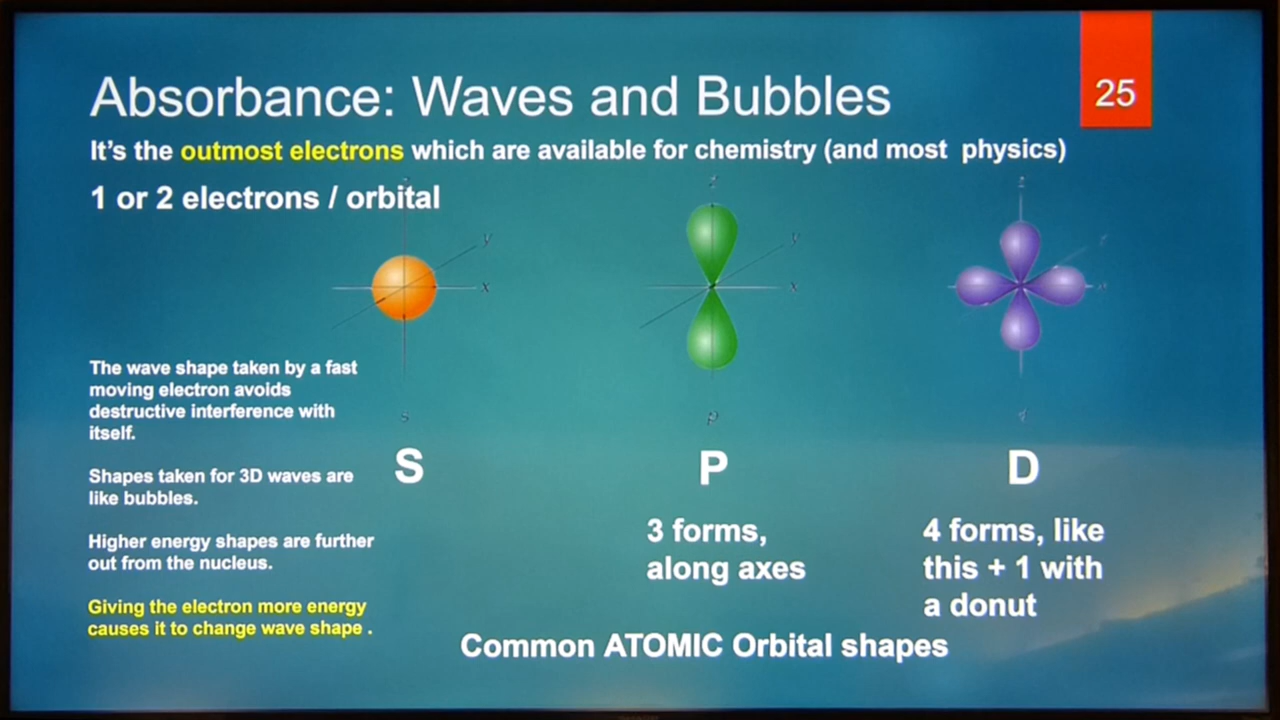 Absorbance: Waves and Bubbles
25
It's the outmost electrons which are available for chemistry (and most physics)
1 or 2 electrons / orbital
z
z
y
x
y
x
The wave shape taken by a fast
moving electron avoids
destructive interference with
itself.
s
p
d
S
P
D
Shapes taken for 3D waves are
like bubbles.
3 forms,
along axes
4 forms, like
this + 1 with
a donut
Higher energy shapes are further
out from the nucleus.
Giving the electron more energy
causes it to change wave shape .
Common ATOMIC Orbital shapes